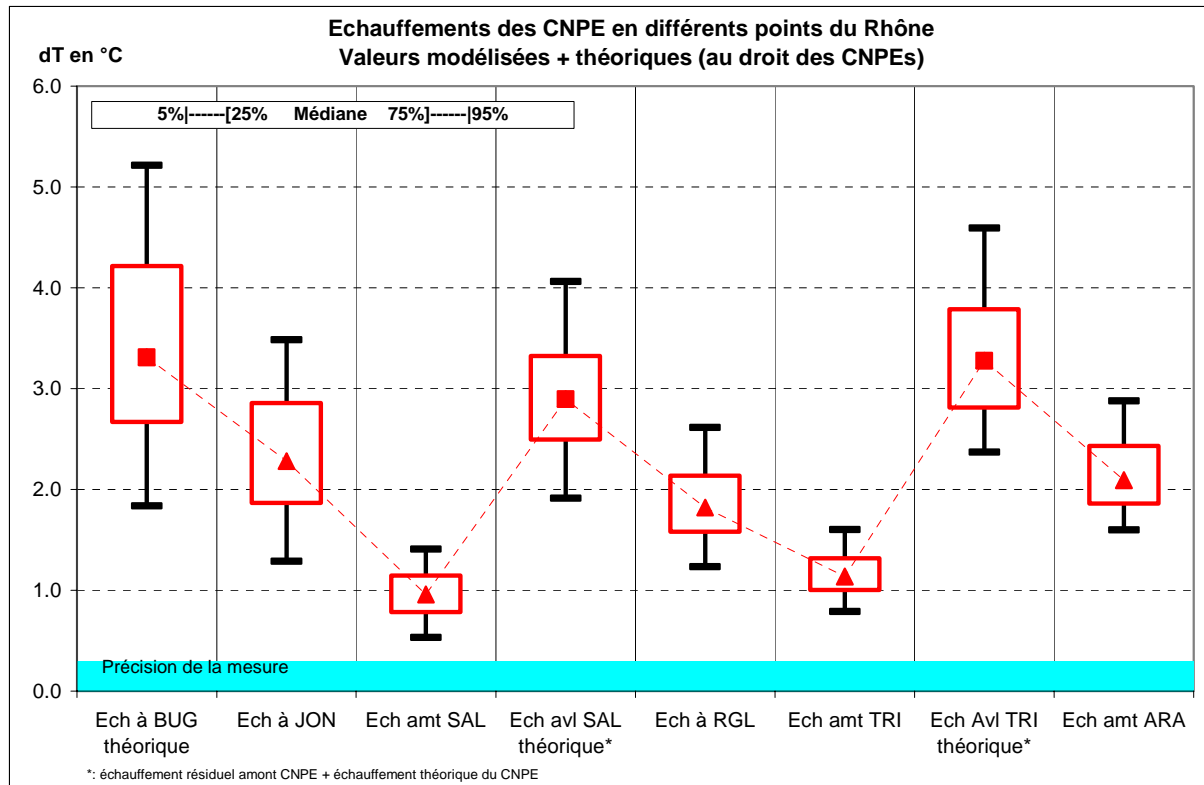 Echauffements des CNPE en différents points du Rhône
Valeurs modélisées + théoriques (au droit des CNPEs)
dT en °C
6.0
5%|------[25% Médiane 75%]------|95%
5.0
4.0
3.0
2.0
1.0
Précision de la mesure
0.0
Ech à BUG théorique
Ech à JON
Ech amt SAL
Ech avl SAL théorique*
Ech à RGL
Ech amt TRI
Ech Avl TRI théorique*
Ech amt ARA
*: échauffement résiduel amont CNPE + échauffement théorique du CNPE